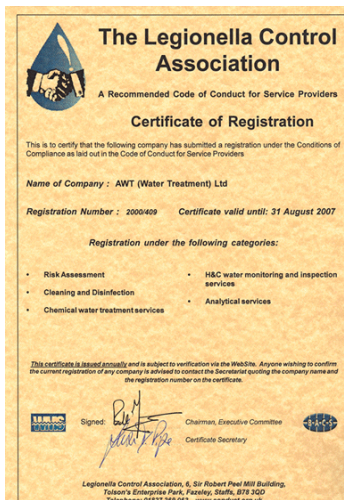 The Legionella Control
Association
A Recommended Code of Conduct for Service Providers
Certificate of Registration
This is to certify that the following company has submitted a registration under the Conditions of
Compliance as laid out in the Code of Conduct for Service Providers
Name of Company : AWT (Water Treatment) Ltd
Registration Number : 2000/409 Certificate valid until: 31 August 2007
Registration under the following categories:
• Risk Assessment
• Cleaning and Disinfection
• Chemical water treatment services
• H&C water monitoring and inspection
services
• Analytical services
This certificate is issued annually and is subject to verification via the WebSite. Anyone wishing to confirm
the current registration of any company is advised to contact the Secretariat quoting the company name and
the registration number on the certificate.
Signed:
Chairman, Executive Committee
Certificate Secretary
B·A·C·S
Legionella Control Association, 6, Sir Robert Peel Mill Building,
Tolson's Enterprise Park, Fazeley, Staffs, B78 3QD